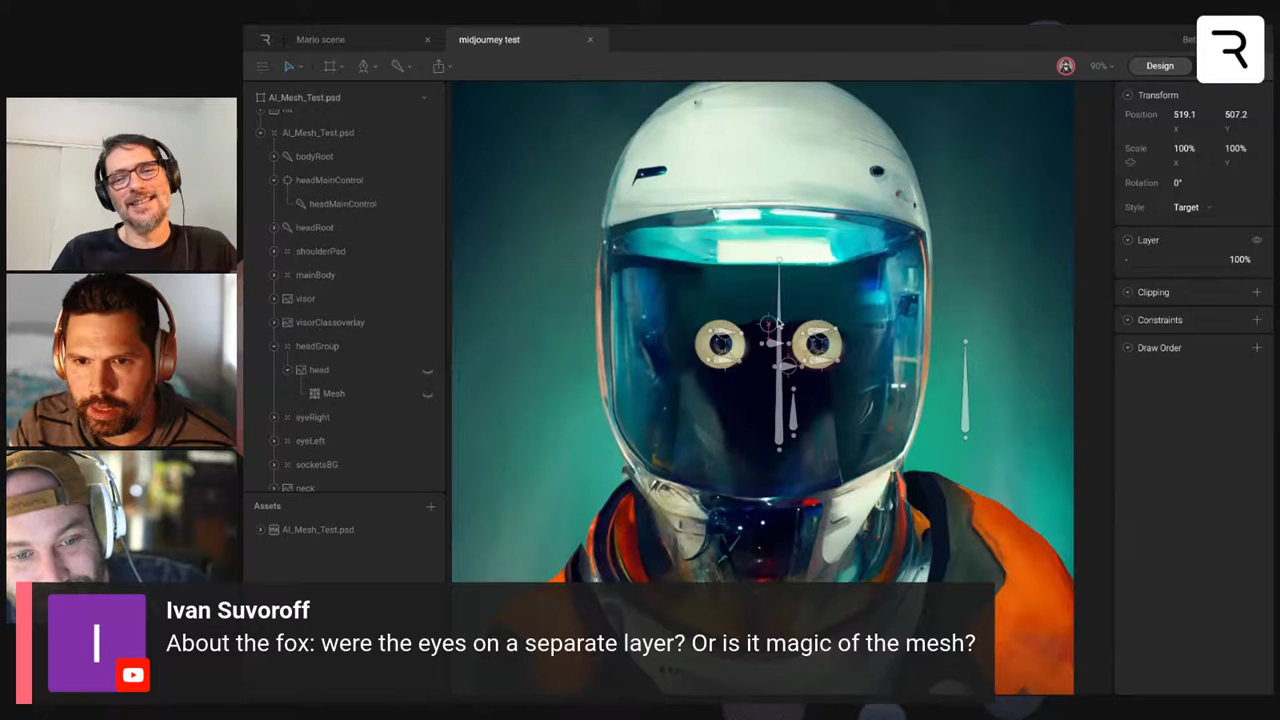 Mario scene
midjourney test
Bet
90%
Design
AI_Mesh_Test.psd
AI_Mesh_Test.psd
bodyRoot
headMainControl
headMainControl
headRoot
shoulderPad
mainBody
visor
visorClassoverlay
headGroup
head
Mesh
eyeRight
eyeLeft
socketsBG
neck
Assets
AI_Mesh_Test.psd
Transform
Position 519.1 507.2
X Y
Scale 100% 100%
X Y
Rotation 0°
Style Target
Layer
- 100%
Clipping
Constraints
Draw Order
I
Ivan Suvoroff
About the fox: were the eyes on a separate layer? Or is it magic of the mesh?